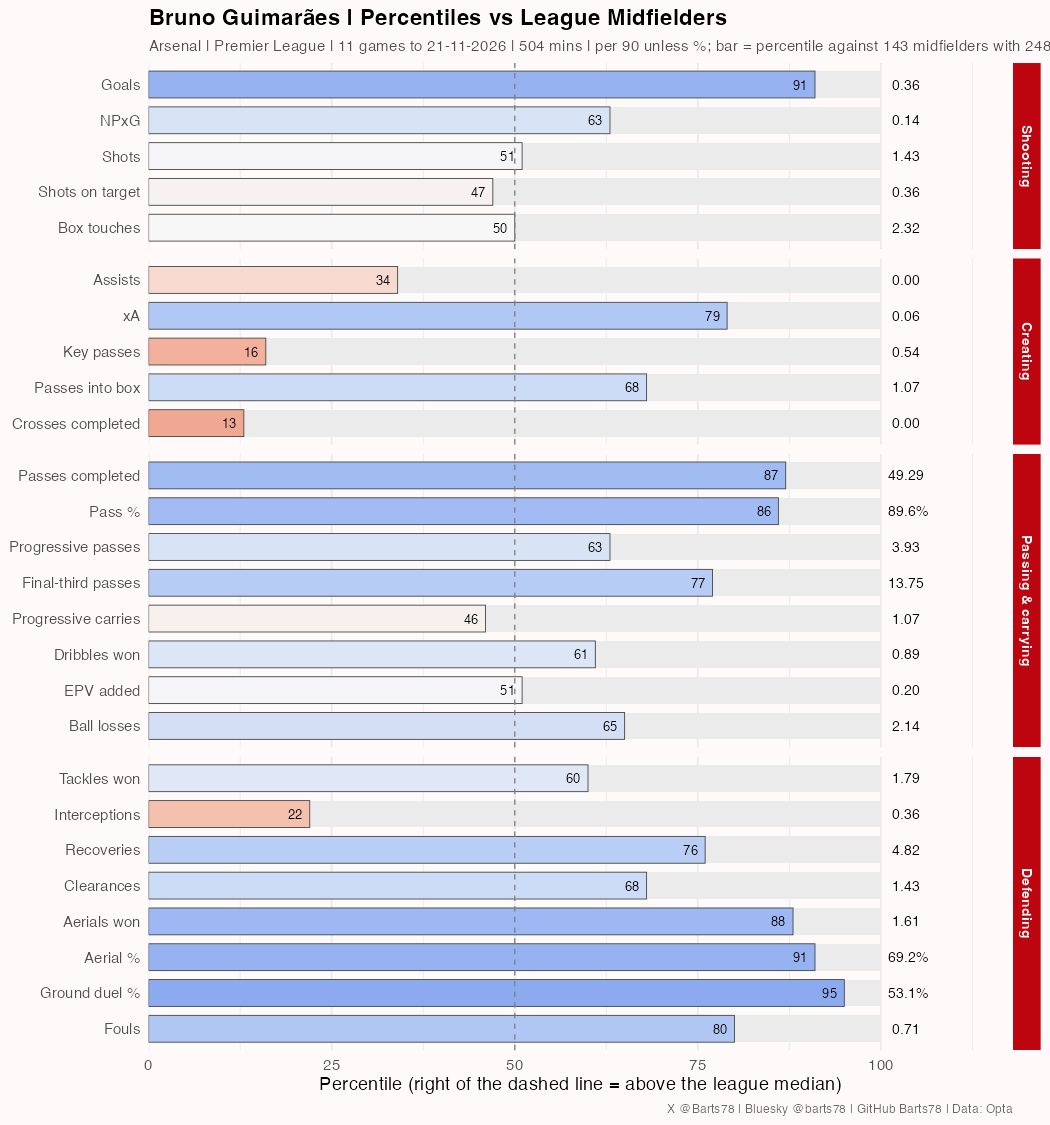 Bruno Guimarães | Percentiles vs League Midfielders
Arsenal | Premier League | 11 games to 21-11-2026 | 504 mins | per 90 unless %; bar = percentile against 143 midfielders with 248
Shooting
Goals 91 0.36
NPxG 63 0.14
Shots 51 1.43
Shots on target 47 0.36
Box touches 50 2.32
Creating
Assists 34 0.00
xA 79 0.06
Key passes 16 0.54
Passes into box 68 1.07
Crosses completed 13 0.00
Passing & carrying
Passes completed 87 49.29
Pass % 86 89.6%
Progressive passes 63 3.93
Final-third passes 77 13.75
Progressive carries 46 1.07
Dribbles won 61 0.89
EPV added 51 0.20
Ball losses 65 2.14
Defending
Tackles won 60 1.79
Interceptions 22 0.36
Recoveries 76 4.82
Clearances 68 1.43
Aerials won 88 1.61
Aerial % 91 69.2%
Ground duel % 95 53.1%
Fouls 80 0.71
0 25 50 75 100
Percentile (right of the dashed line = above the league median)
X @Barts78 | Bluesky @barts78 | GitHub Barts78 | Data: Opta